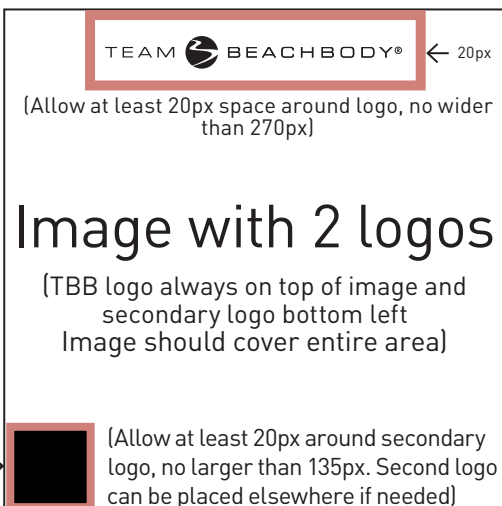 TEAM BEACHBODY®
20px
(Allow at least 20px space around logo, no wider
than 270px)
Image with 2 logos
(TBB logo always on top of image and
secondary logo bottom left
Image should cover entire area)
(Allow at least 20px around secondary
logo, no larger than 135px. Second logo
can be placed elsewhere if needed)